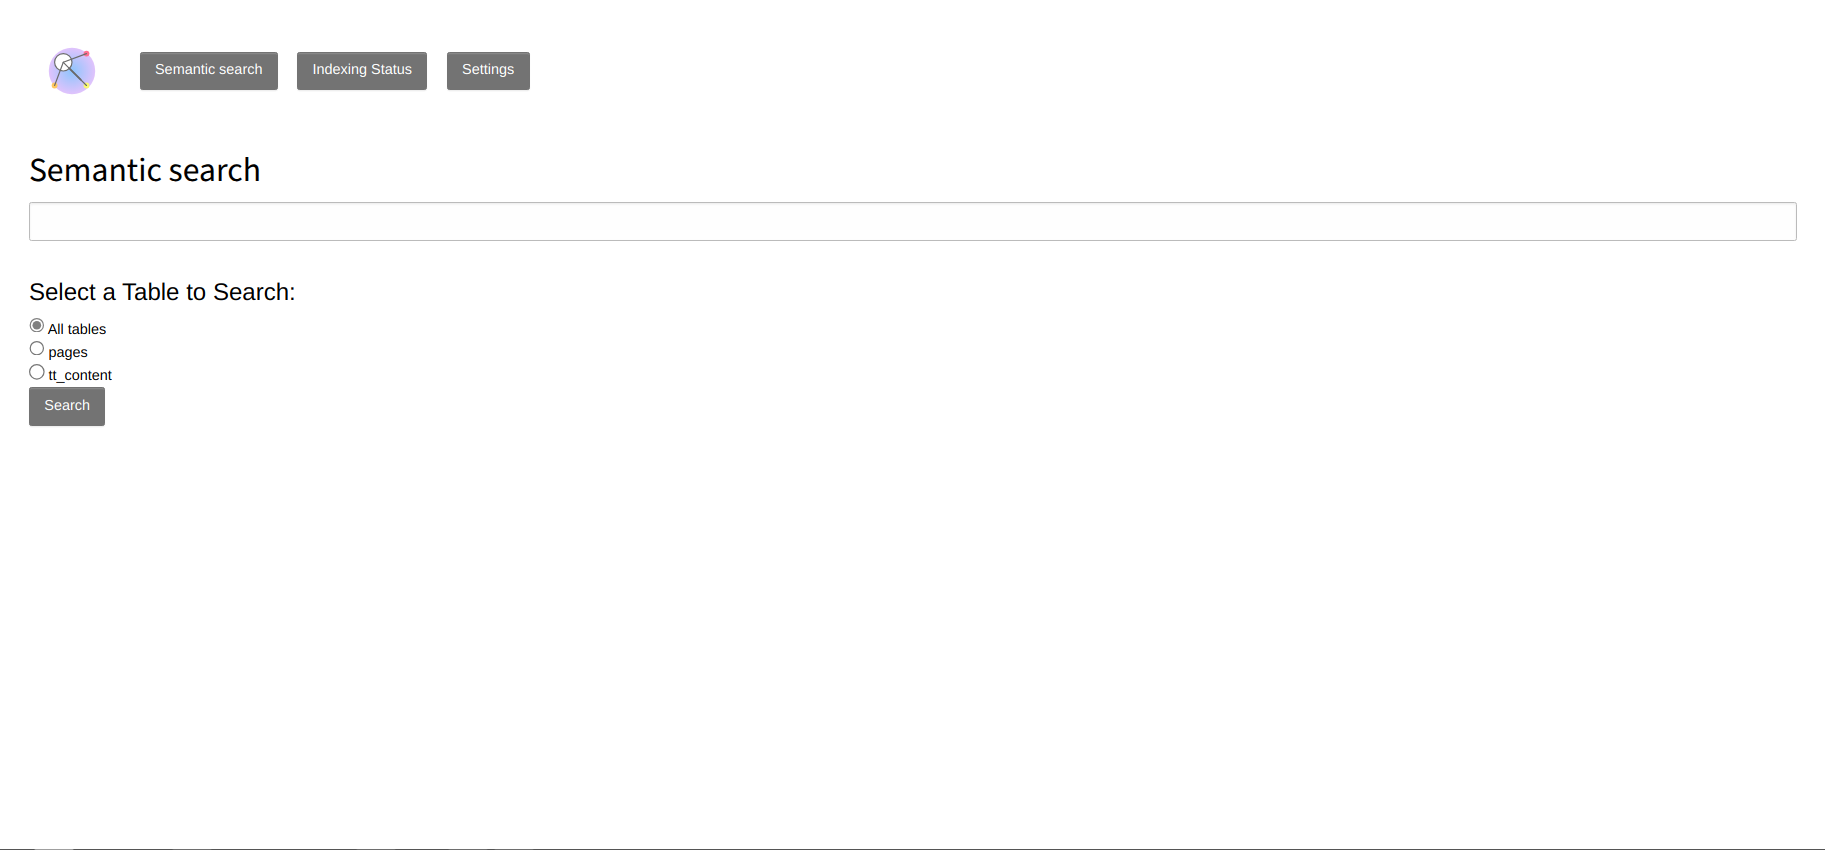 Semantic search Indexing Status Settings
Semantic search
Select a Table to Search:
All tables
pages
tt_content
Search